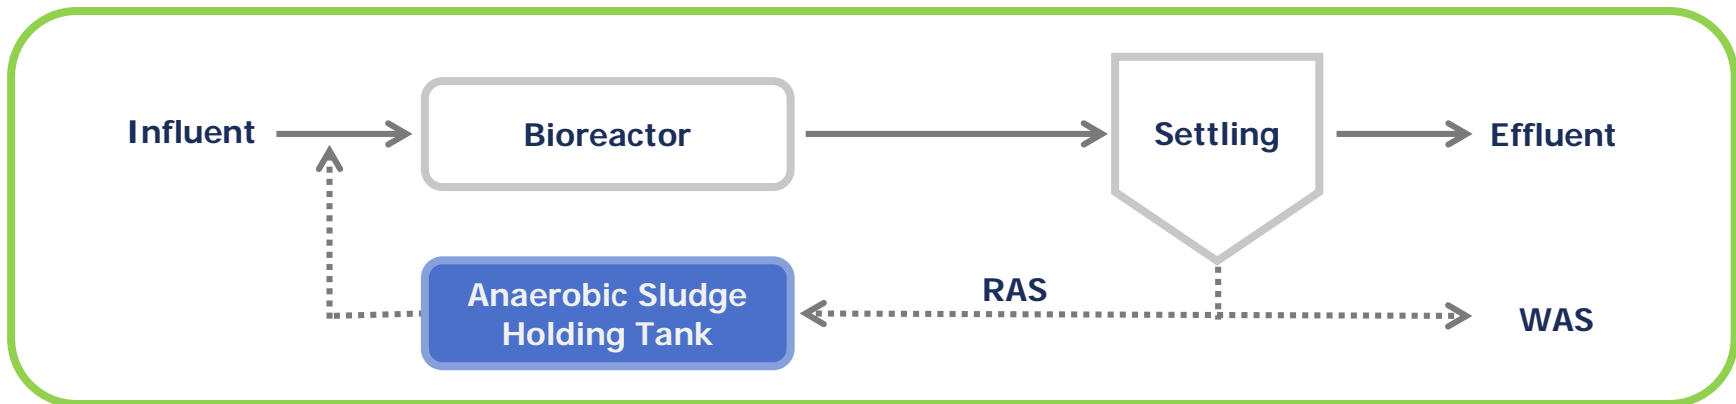 Influent
Bioreactor
Settling
Effluent
Anaerobic Sludge
Holding Tank
RAS
WAS